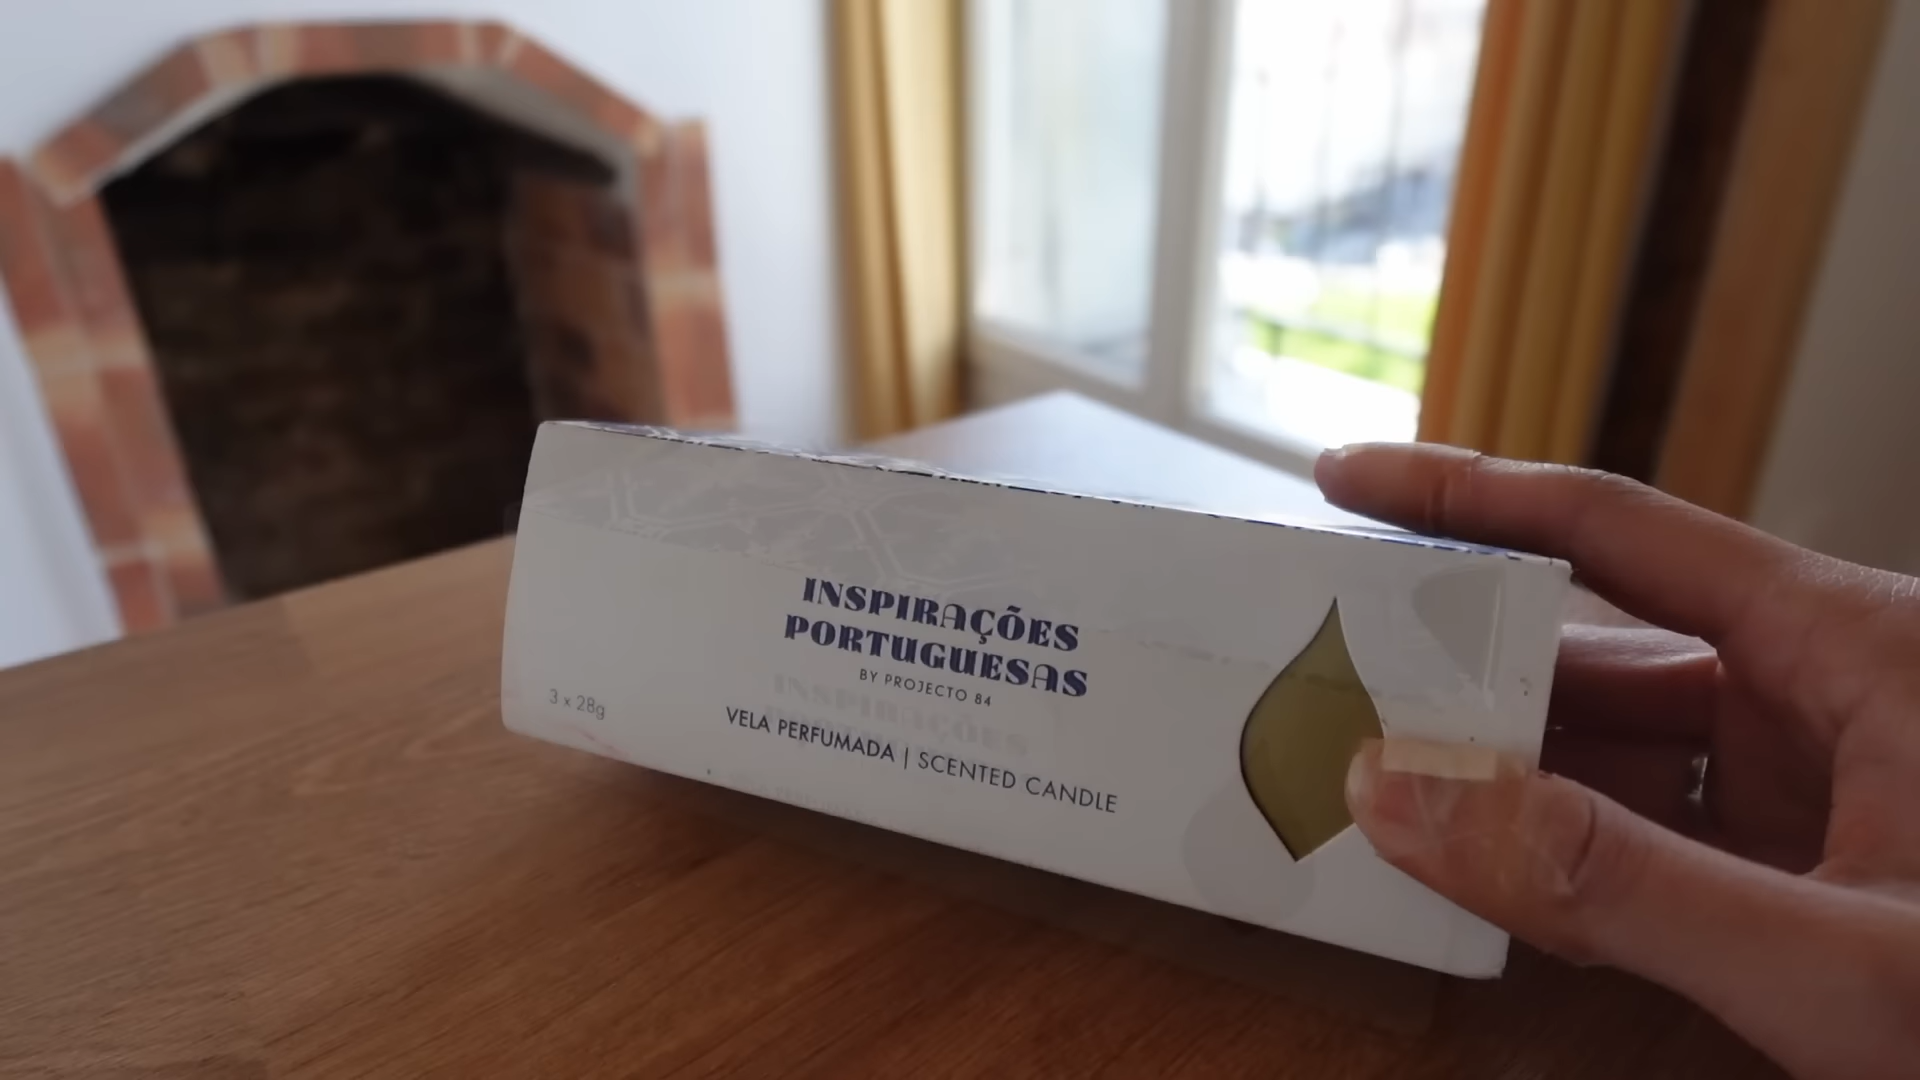 INSPIRAÇÕES
PORTUGUESAS
BY PROJECTO 84
3 x 28g
VELA PERFUMADA | SCENTED CANDLE